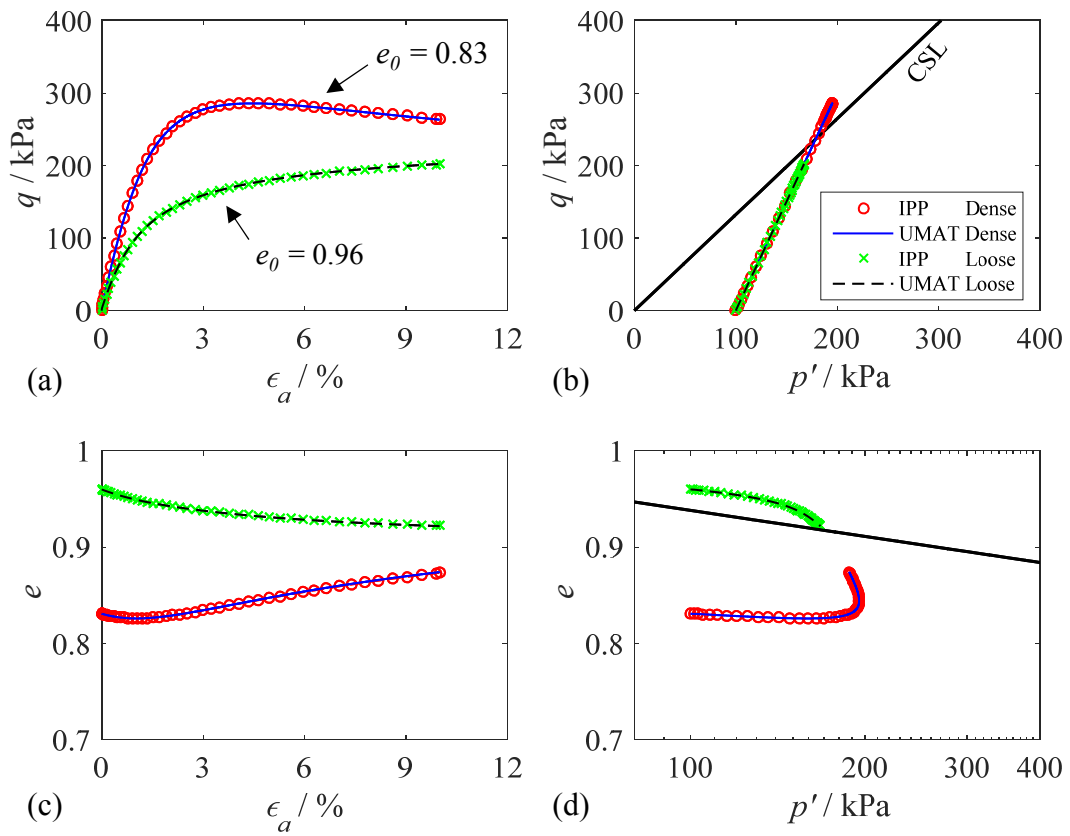 400
300
200
100
0
q / kPa
e0 = 0.83
e0 = 0.96
0 3 6 9 12
(a)
ϵa / %
400
300
200
100
0
q / kPa
CSL
IPP Dense
UMAT Dense
IPP Loose
UMAT Loose
0 100 200 300 400
(b)
p′ / kPa
1
0.9
0.8
0.7
e
0 3 6 9 12
(c)
ϵa / %
1
0.9
0.8
0.7
e
100 200 300 400
(d)
p′ / kPa